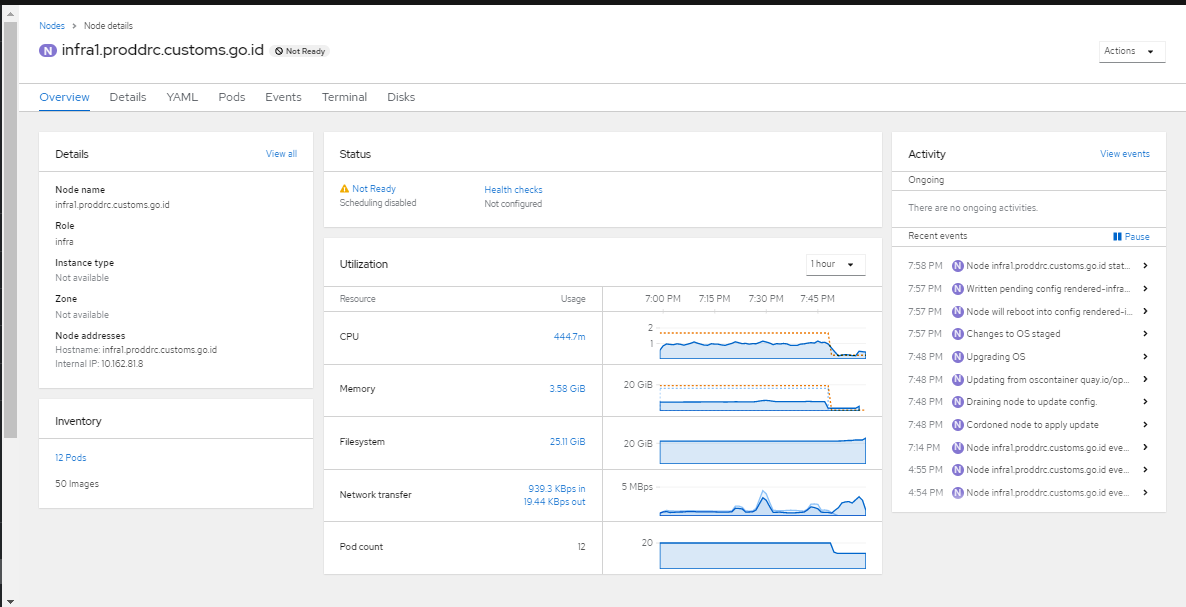 Nodes > Node details
N infra1.proddrc.customs.go.id Not Ready
Actions
Overview Details YAML Pods Events Terminal Disks
Details View all
Node name
infra1.proddrc.customs.go.id
Role
infra
Instance type
Not available
Zone
Not available
Node addresses
Hostname: infra1.proddrc.customs.go.id
Internal IP: 10.162.81.8
Inventory
12 Pods
50 Images
Status
Not Ready
Scheduling disabled
Health checks
Not configured
Utilization 1 hour
Resource Usage 7:00 PM 7:15 PM 7:30 PM 7:45 PM
CPU 444.7m 2 1
Memory 3.58 GiB 20 GiB
Filesystem 25.11 GiB 20 GiB
Network transfer 939.3 KBps in 5 MBps
19.44 KBps out
Pod count 12 20
Activity View events
Ongoing
There are no ongoing activities.
Recent events Pause
7:58 PM N Node infra1.proddrc.customs.go.id stat...
7:57 PM N Written pending config rendered-infra...
7:57 PM N Node will reboot into config rendered-i...
7:57 PM N Changes to OS staged
7:48 PM N Upgrading OS
7:48 PM N Updating from oscontainer quay.io/op...
7:48 PM N Draining node to update config.
7:48 PM N Cordoned node to apply update
7:14 PM N Node infra1.proddrc.customs.go.id eve...
4:55 PM N Node infra1.proddrc.customs.go.id eve...
4:54 PM N Node infra1.proddrc.customs.go.id eve...